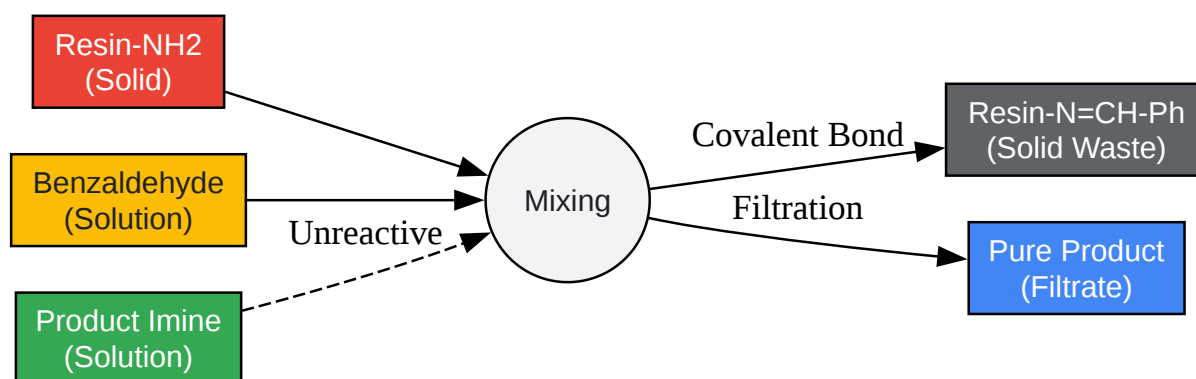 Resin-NH2
(Solid)
Benzaldehyde
(Solution)
Unreactive
Product Imine
(Solution)
Mixing
Covalent Bond
Filtration
Resin-N=CH-Ph
(Solid Waste)
Pure Product
(Filtrate)